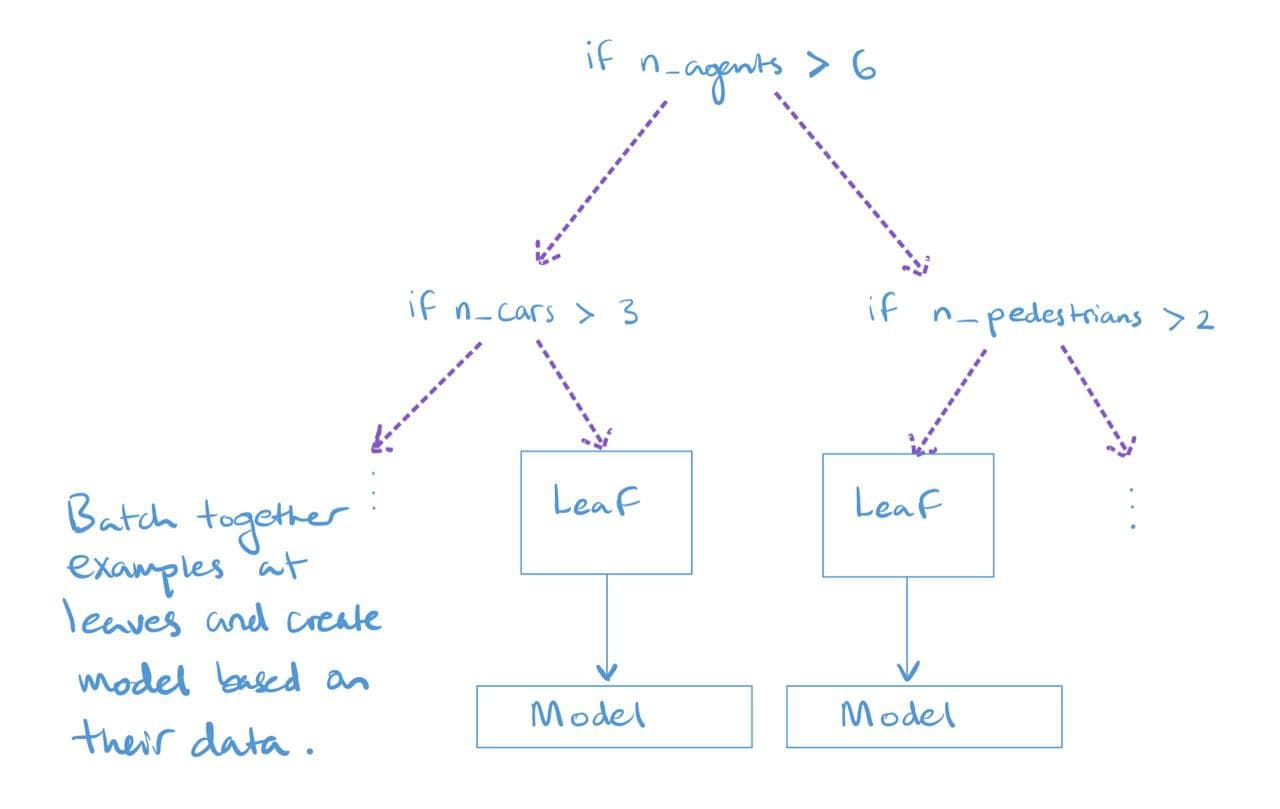 if n_agents > 6
if n_cars > 3
if n_pedestrians > 2
Leaf
Leaf
Batch together
examples at
leaves and create
model based on
their data.
Model
Model